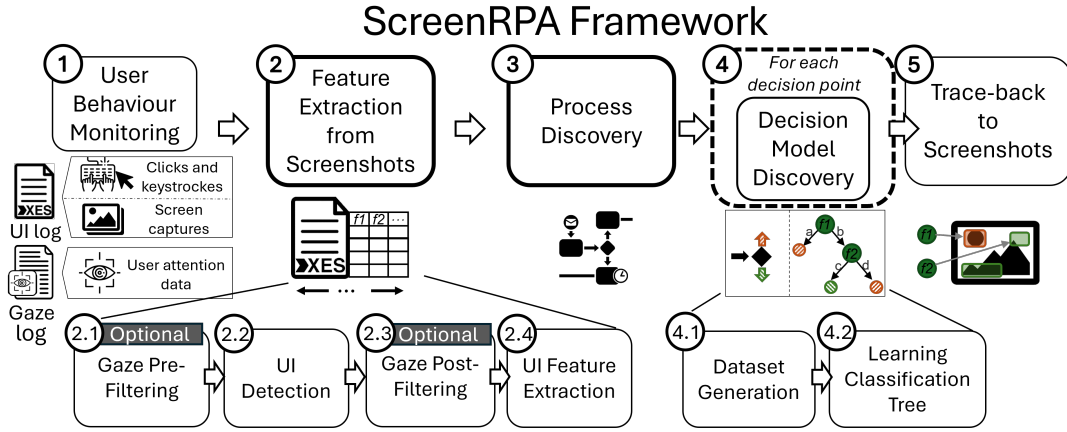 ScreenRPA Framework
1
User
Behaviour
Monitoring
2
Feature
Extraction
from
Screenshots
3
Process
Discovery
4
For each
decision point
Decision
Model
Discovery
5
Trace-back
to
Screenshots
XES
UI log
Clicks and
keystrockes
Screen
captures
Gaze
log
User attention
data
f1 f2 ...
XES
...
a
b
c
d
f1
f2
f1
f2
2.1
Optional
Gaze Pre-
Filtering
2.2
UI
Detection
2.3
Optional
Gaze Post-
Filtering
2.4
UI Feature
Extraction
4.1
Dataset
Generation
4.2
Learning
Classification
Tree